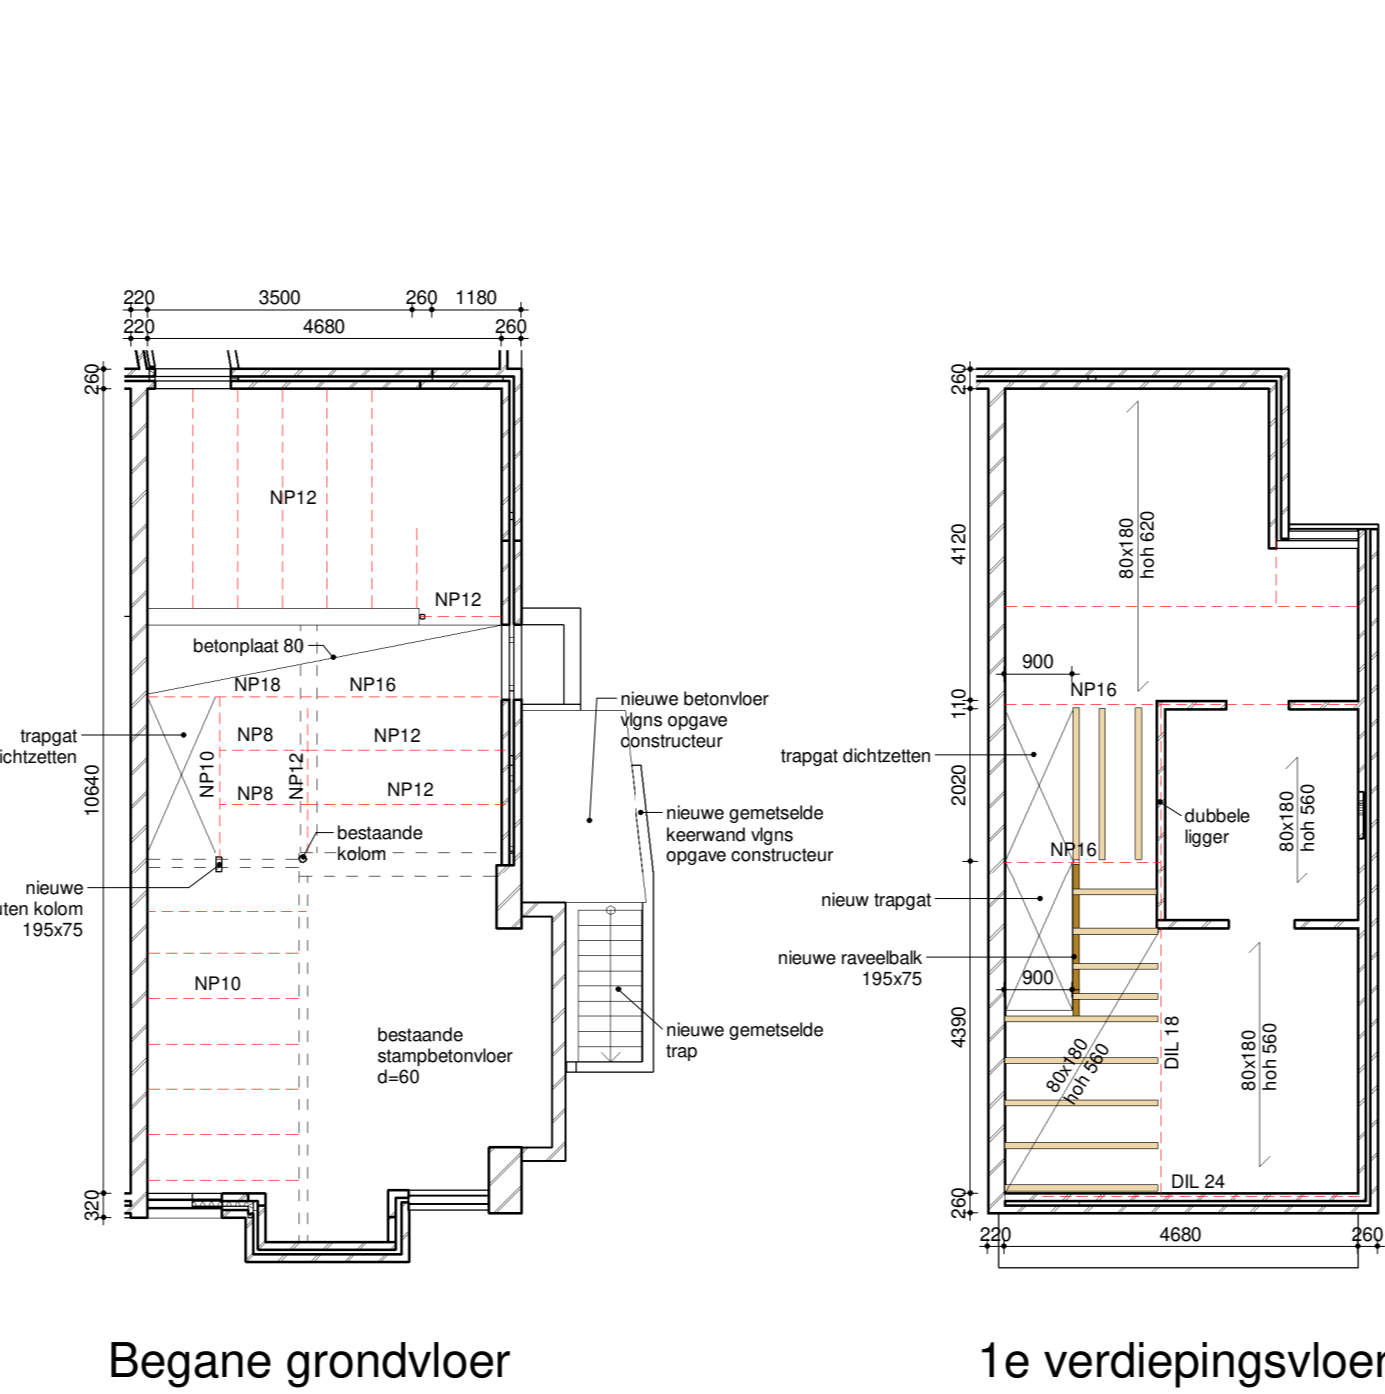 220
3500
260
1180
220
4680
260
260
NP12
NP12
betonplaat 80
NP18
NP16
nieuwe betonvloer
vlgns opgave
constructeur
trapgat
NP8
NP12
NP10
NP12
10640
NP8
NP12
bestaande
kolom
nieuwe gemetselde
keerwand vlgns
opgave constructeur
nieuwe
kolom
195x75
NP10
bestaande
stampbetonvloer
d=60
nieuwe gemetselde
trap
320
Begane grondvloer
260
4120
80x180
hoh 620
900
NP16
110
trapgat dichtzetten
2020
dubbele
ligger
80x180
hoh 560
NP16
nieuw trapgat
nieuwe raveelbalk
195x75
900
4390
80x180
hoh 560
DIL 18
80x180
hoh 560
DIL 24
260
220
4680
260
1e verdiepingsvloer